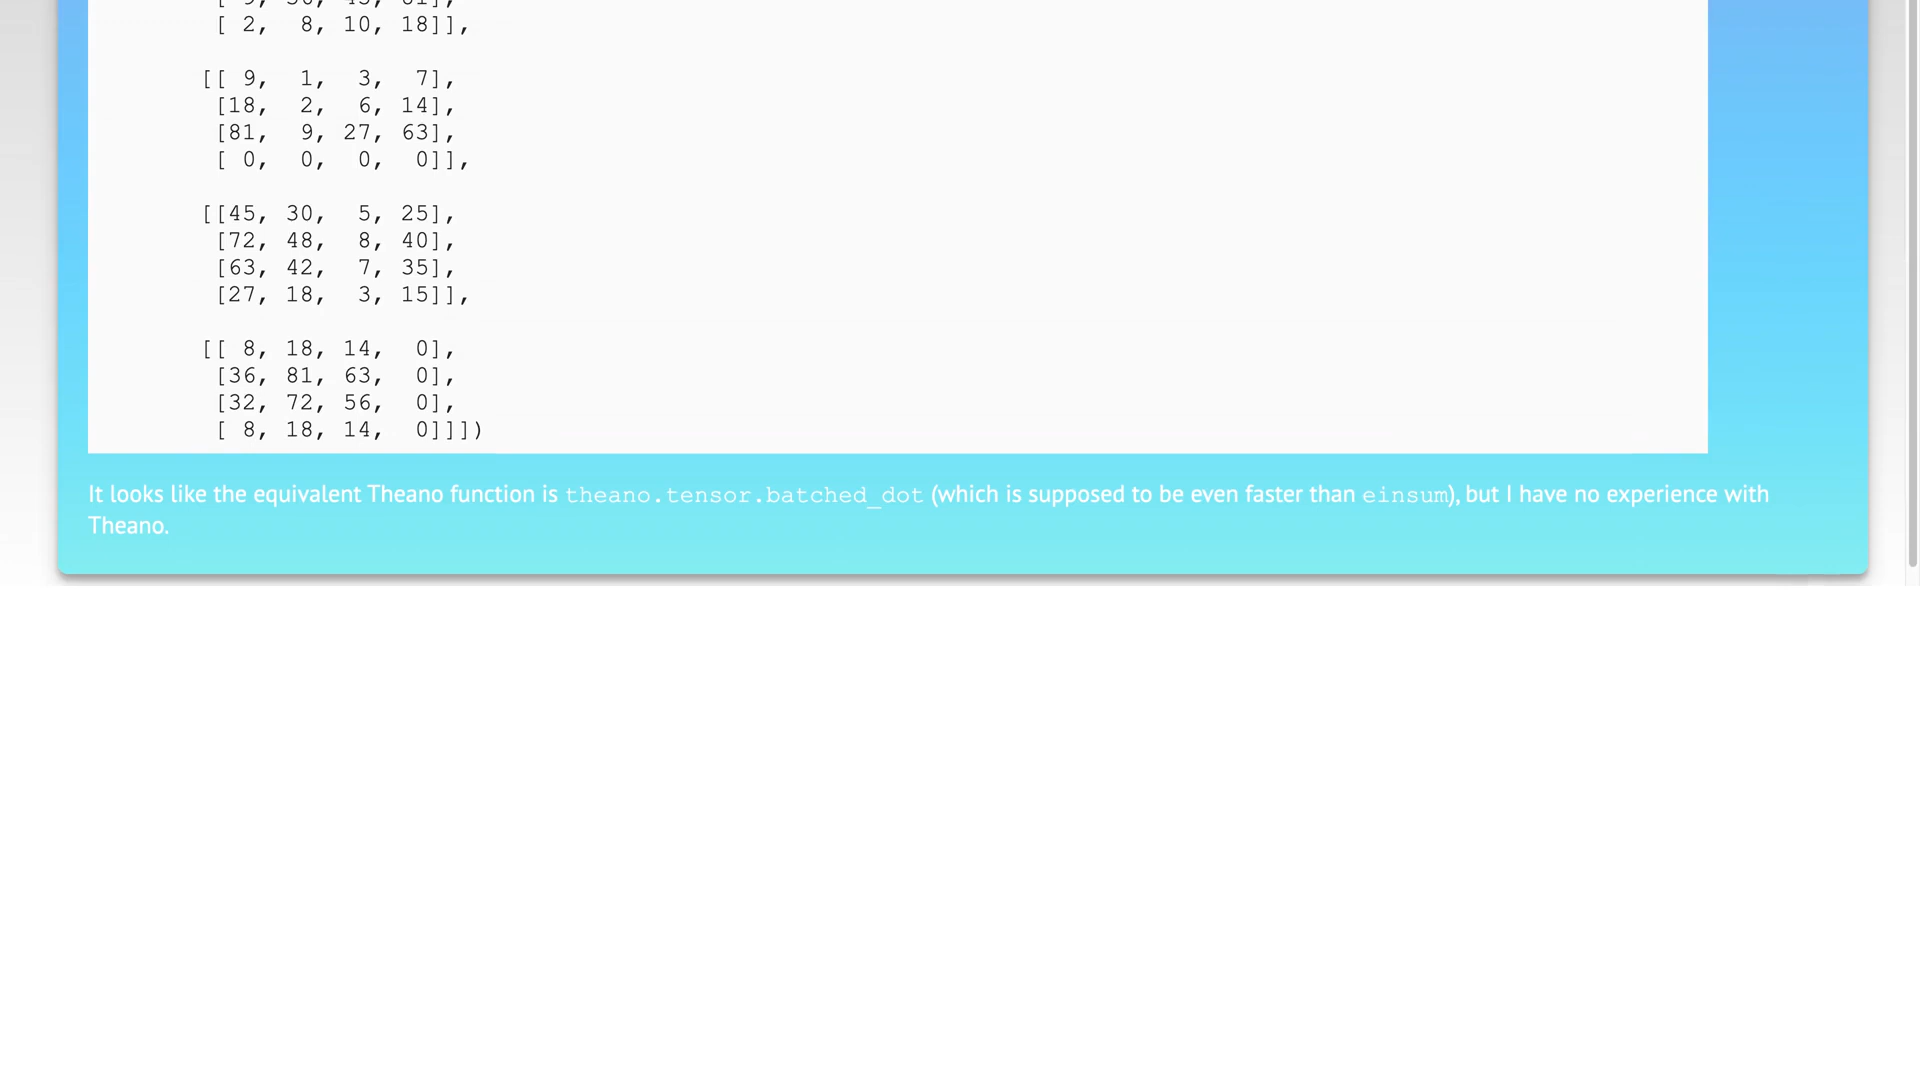 [ 2,  8, 10, 18]],
[[ 9,  1,  3,  7],
[18,  2,  6, 14],
[81,  9, 27, 63],
[ 0,  0,  0,  0]],
[[45, 30,  5, 25],
[72, 48,  8, 40],
[63, 42,  7, 35],
[27, 18,  3, 15]],
[[ 8, 18, 14,  0],
[36, 81, 63,  0],
[32, 72, 56,  0],
[ 8, 18, 14,  0]]])
It looks like the equivalent Theano function is theano.tensor.batched_dot (which is supposed to be even faster than einsum), but I have no experience with
Theano.